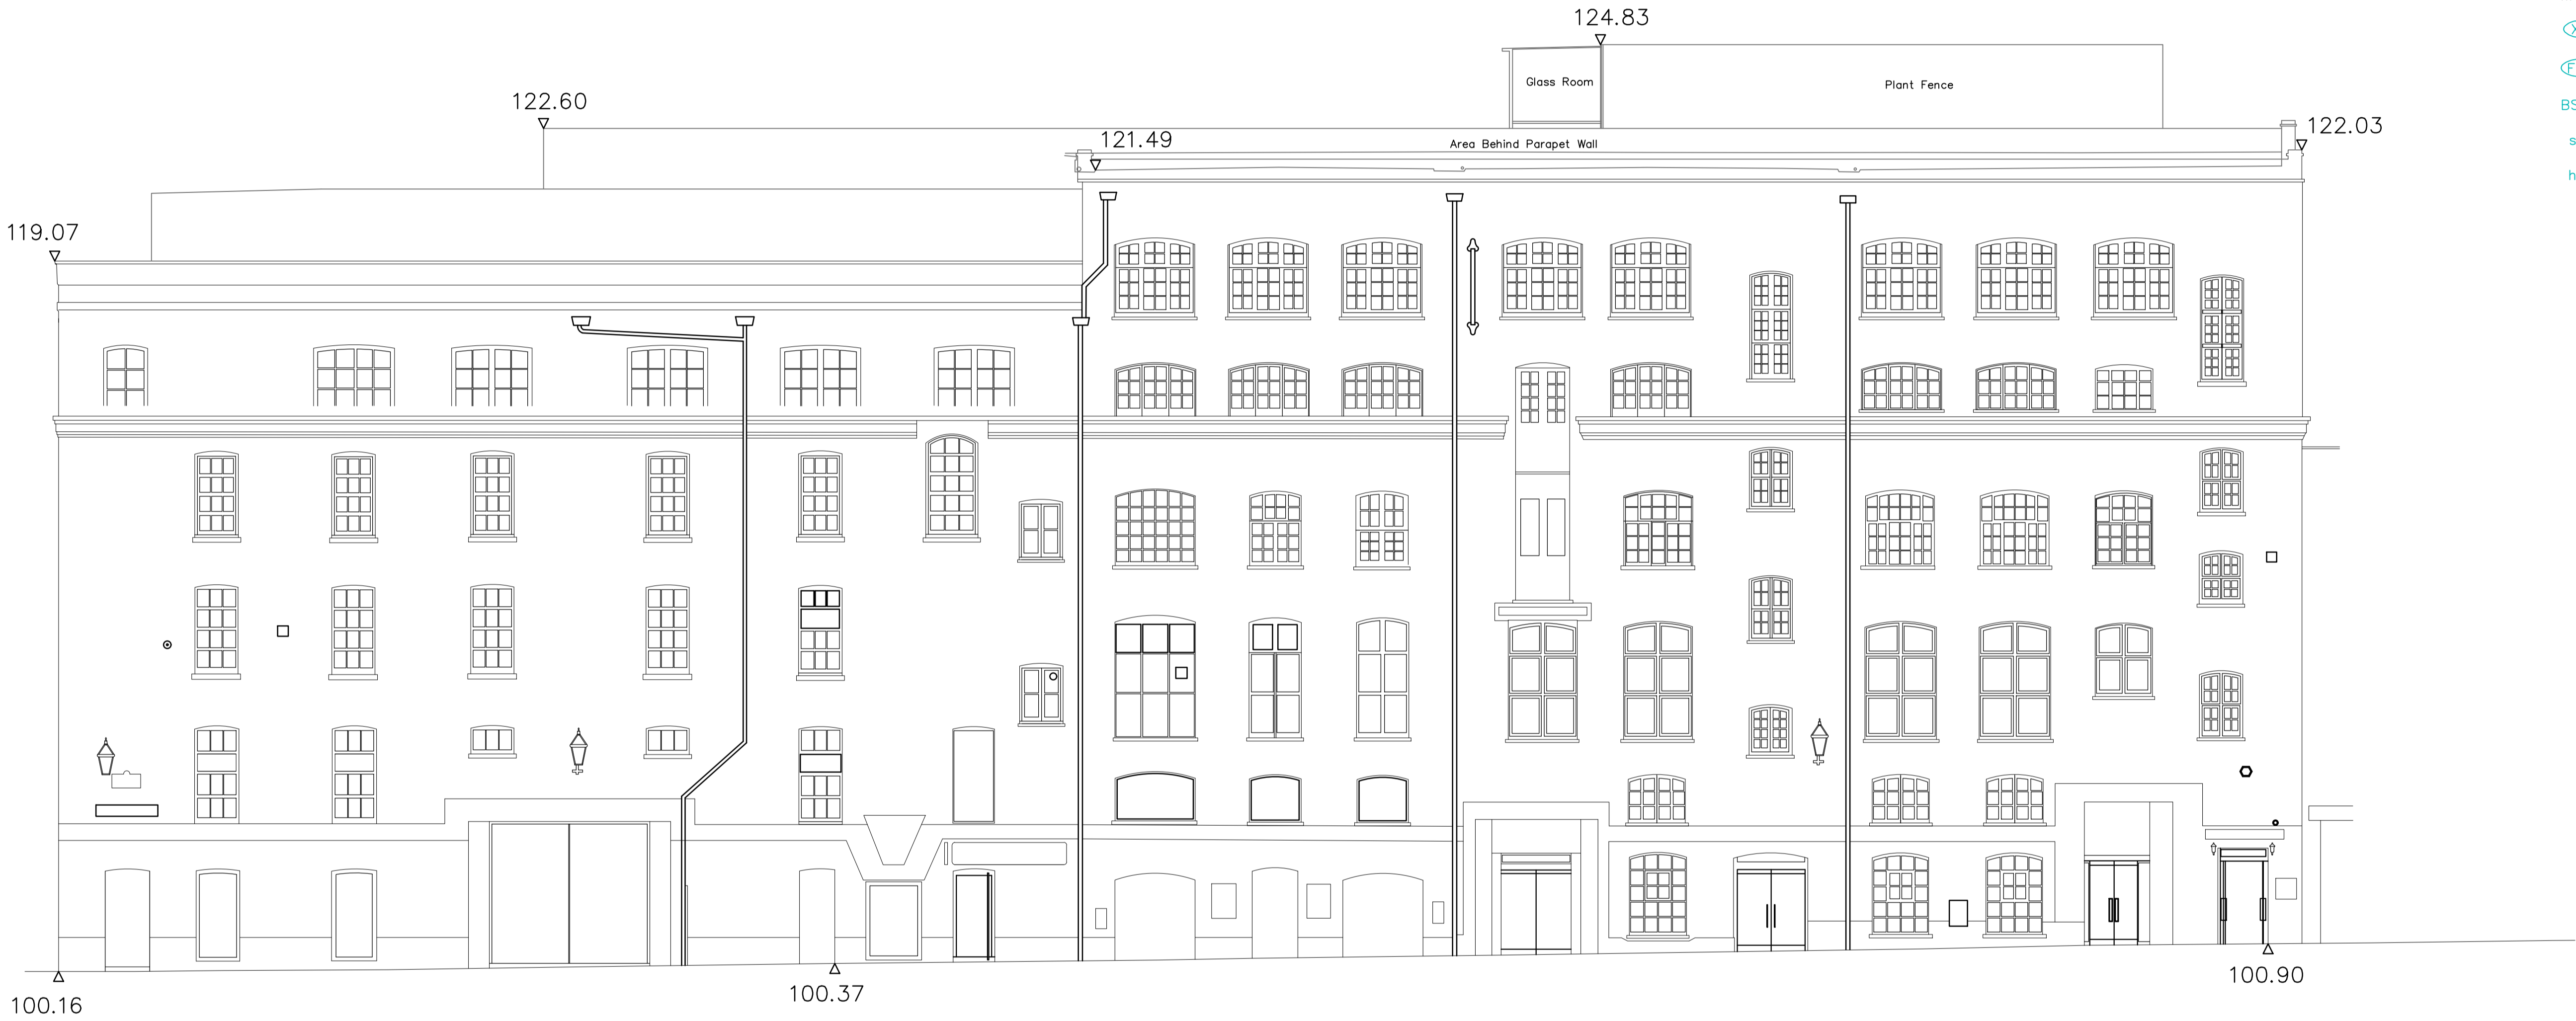 124.83
Glass Room
Plant Fence
122.60
121.49
122.03
Area Behind Parapet Wall
119.07
100.16
100.37
100.90